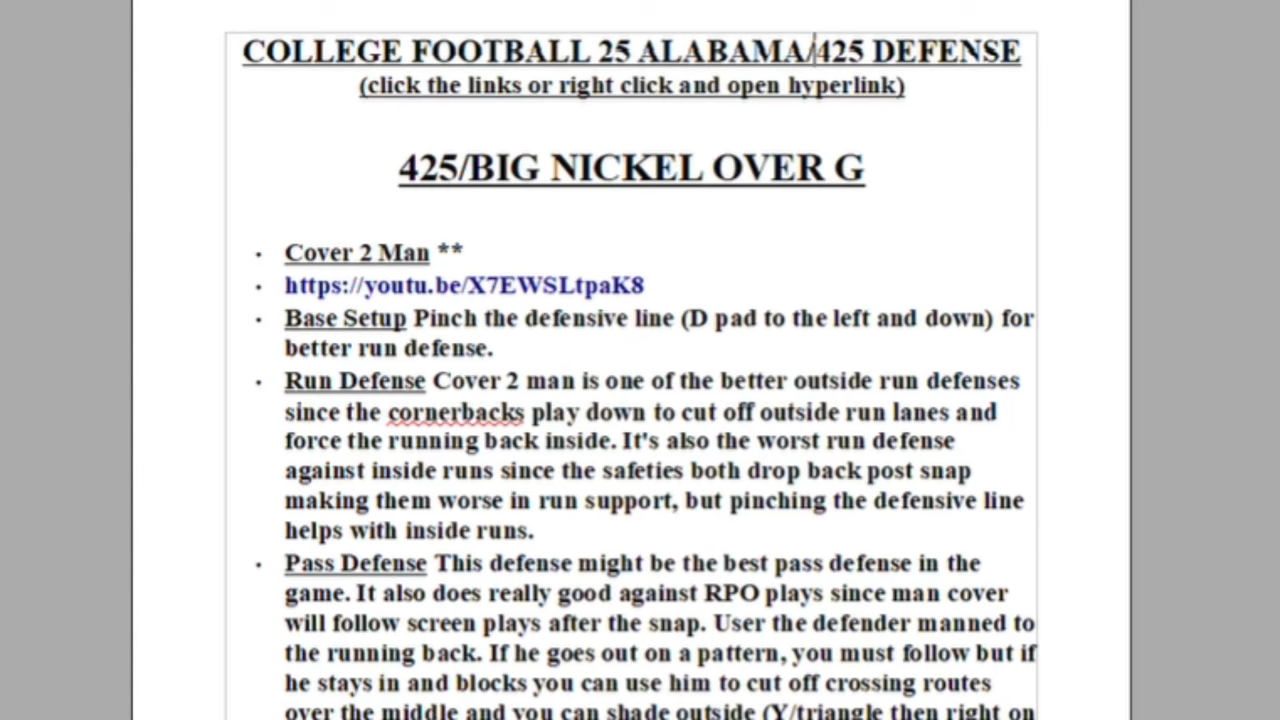 COLLEGE FOOTBALL 25 ALABAMA/425 DEFENSE
(click the links or right click and open hyperlink)
425/BIG NICKEL OVER G
• Cover 2 Man **
• https://youtu.be/X7EWSLtpaK8
• Base Setup Pinch the defensive line (D pad to the left and down) for
better run defense.
• Run Defense Cover 2 man is one of the better outside run defenses
since the cornerbacks play down to cut off outside run lanes and
force the running back inside. It's also the worst run defense
against inside runs since the safeties both drop back post snap
making them worse in run support, but pinching the defensive line
helps with inside runs.
• Pass Defense This defense might be the best pass defense in the
game. It also does really good against RPO plays since man cover
will follow screen plays after the snap. User the defender manned to
the running back. If he goes out on a pattern, you must follow but if
he stays in and blocks you can use him to cut off crossing routes
over the middle and you can shade outside (Y/triangle then right on